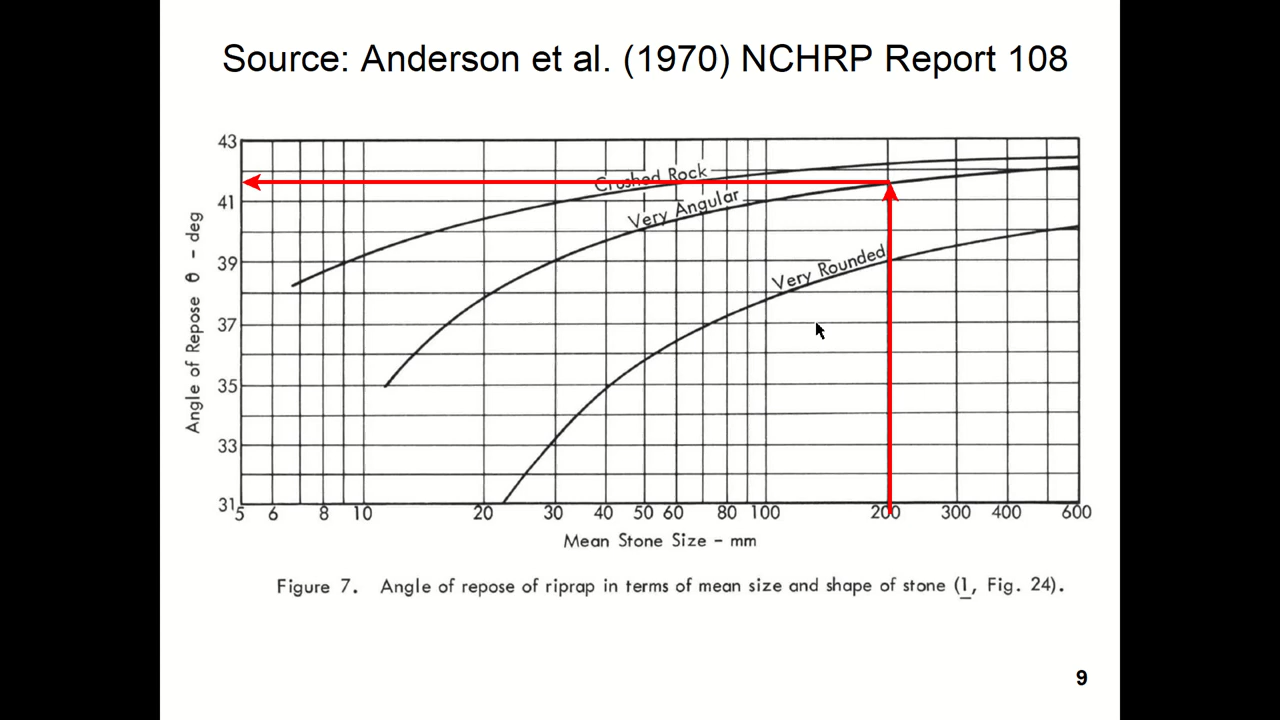 Source: Anderson et al. (1970) NCHRP Report 108
43
41
39
37
35
33
31
Angle of Repose θ - deg
Crushed Rock
Very Angular
Very Rounded
5 6 8 10 20 30 40 50 60 80 100 200 300 400 600
Mean Stone Size - mm
Figure 7. Angle of repose of riprap in terms of mean size and shape of stone (1, Fig. 24).
9